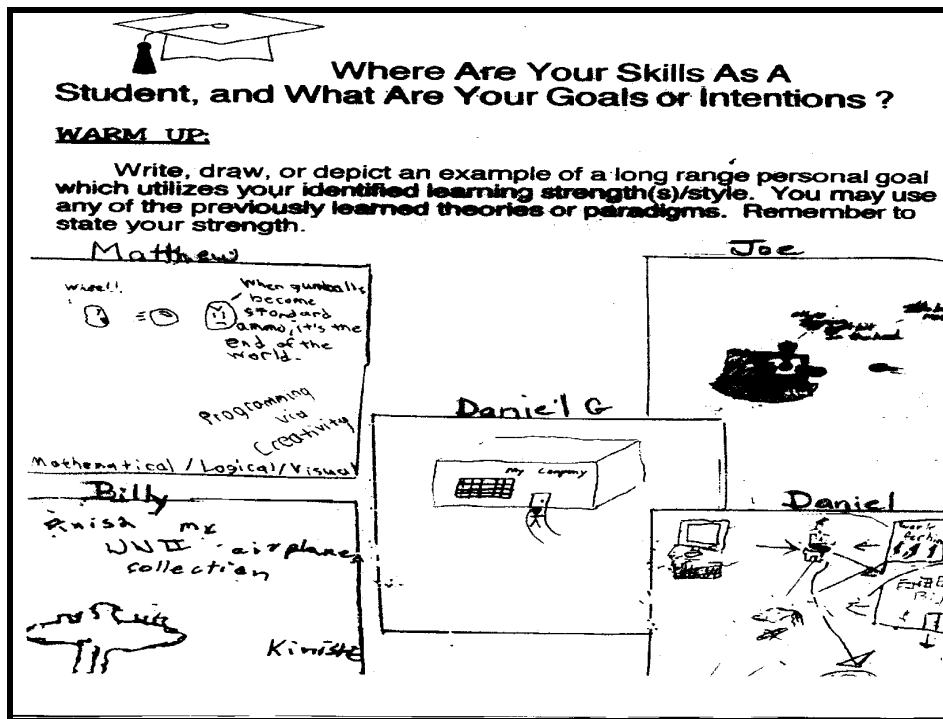 Where Are Your Skills As A
Student, and What Are Your Goals or Intentions ?
WARM UP:
Write, draw, or depict an example of a long range personal goal
which utilizes your identified learning strength(s)/style. You may use
any of the previously learned theories or paradigms. Remember to
state your strength.
Matthew
When gumballs
become
standard
ammo, it's the
end of the
world.
Programming
Via
Creativity
Mathematical / Logical / Visual
Joe
Daniel G
My Company
Billy
Finish my
WWII airplane
collection
Daniel